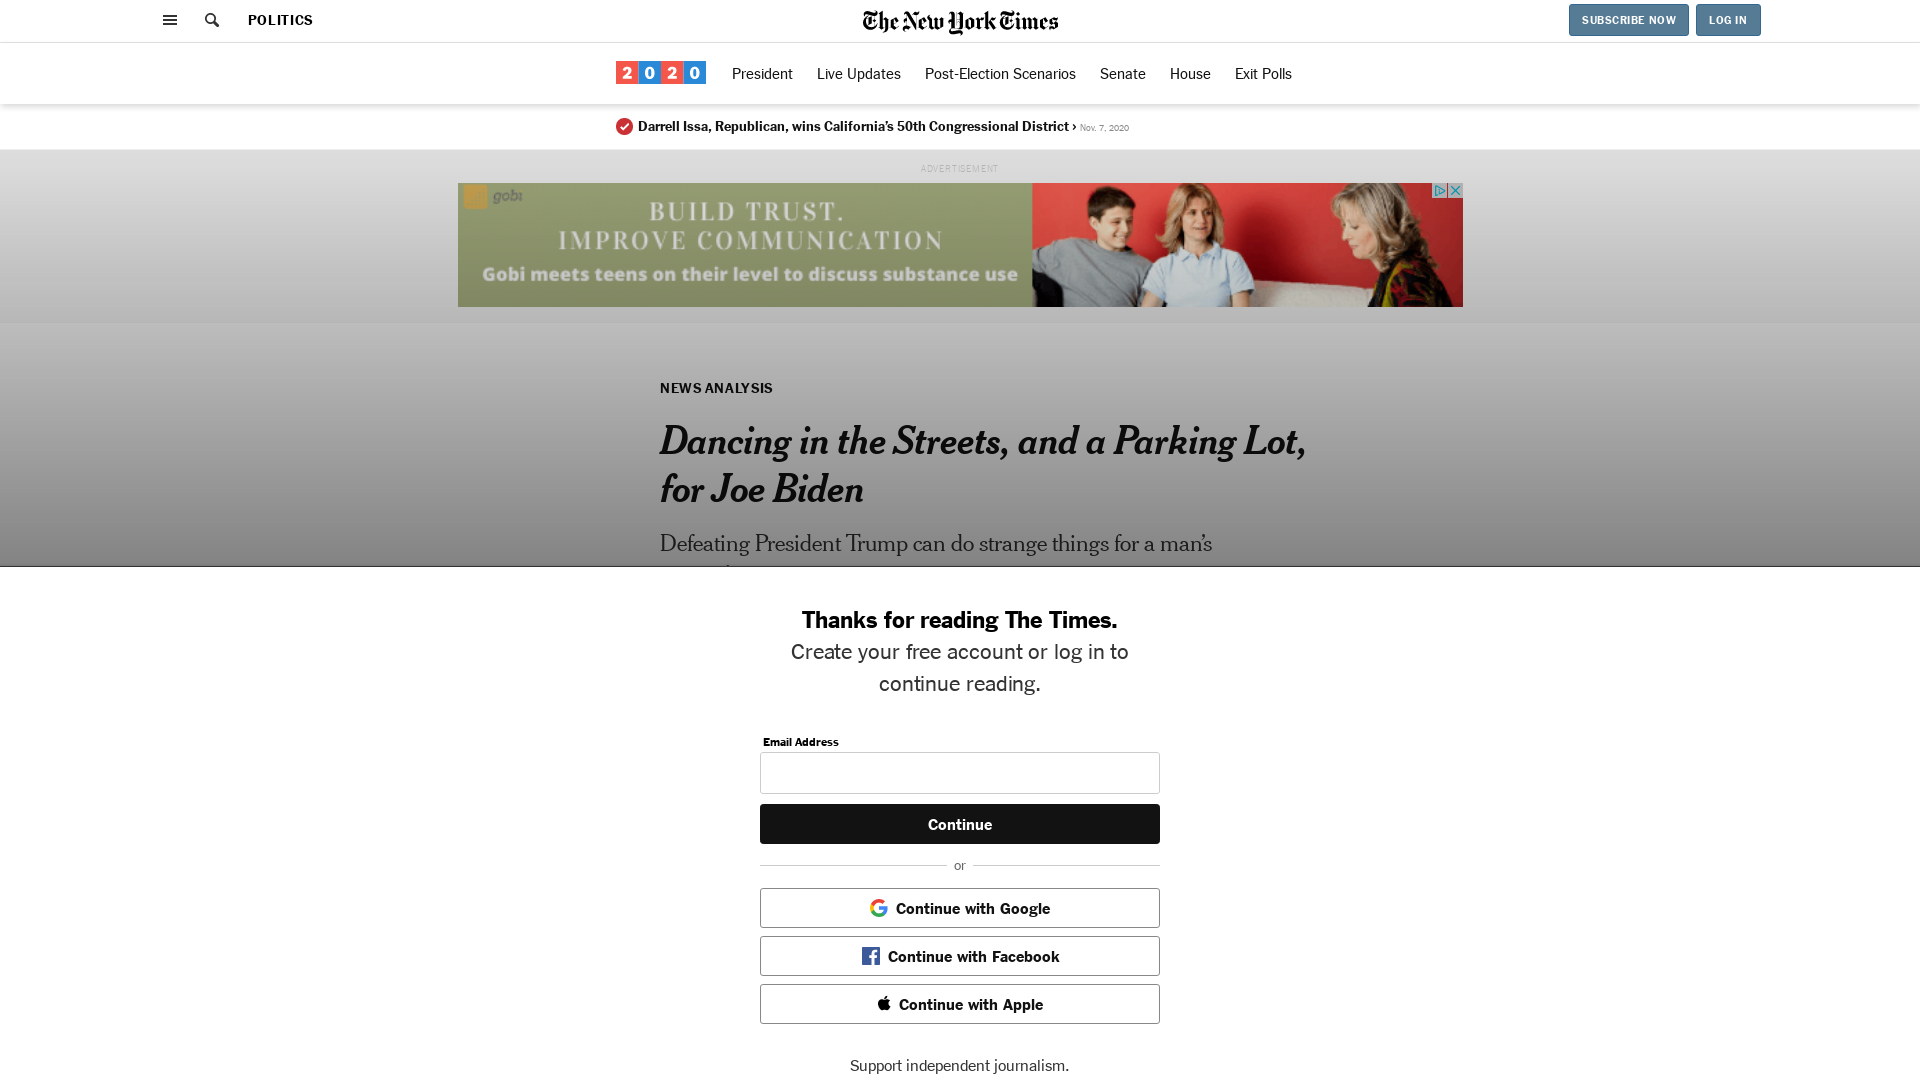 POLITICS
The New York Times
SUBSCRIBE NOW
LOG IN
2020
President
Live Updates
Post-Election Scenarios
Senate
House
Exit Polls
Darrell Issa, Republican, wins California’s 50th Congressional District › Nov. 7, 2020
ADVERTISEMENT
gobi
BUILD TRUST.
IMPROVE COMMUNICATION
Gobi meets teens on their level to discuss substance use
NEWS ANALYSIS
Dancing in the Streets, and a Parking Lot,
for Joe Biden
Defeating President Trump can do strange things for a man’s
Thanks for reading The Times.
Create your free account or log in to
continue reading.
Email Address
Continue
or
Continue with Google
Continue with Facebook
Continue with Apple
Support independent journalism.